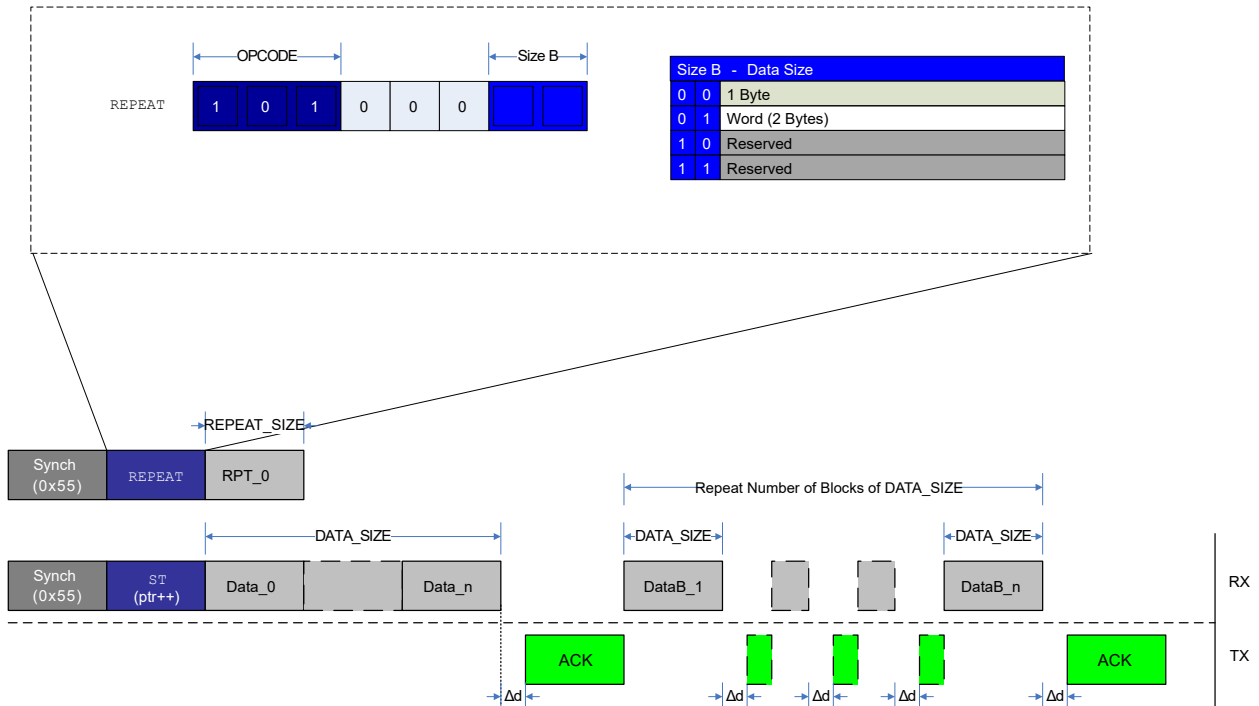 OPCODE
Size B
REPEAT
1 0 1 0 0 0
Size B - Data Size
0 0 1 Byte
0 1 Word (2 Bytes)
1 0 Reserved
1 1 Reserved
REPEAT_SIZE
Synch
(0x55)
REPEAT
RPT_0
Repeat Number of Blocks of DATA_SIZE
DATA_SIZE
DATA_SIZE
DATA_SIZE
Synch
(0x55)
ST
(ptr++)
Data_0
Data_n
DataB_1
DataB_n
RX
ACK
ACK
TX
Δd
Δd
Δd
Δd
Δd